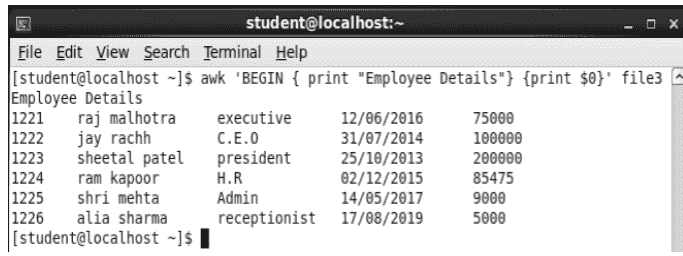 student@localhost:~
File Edit View Search Terminal Help
[student@localhost ~]$ awk 'BEGIN { print "Employee Details"} {print $0}' file3
Employee Details
1221 raj malhotra executive 12/06/2016 75000
1222 jay rachh C.E.O 31/07/2014 100000
1223 sheetal patel president 25/10/2013 200000
1224 ram kapoor H.R 02/12/2015 85475
1225 shri mehta Admin 14/05/2017 9000
1226 alia sharma receptionist 17/08/2019 5000
[student@localhost ~]$